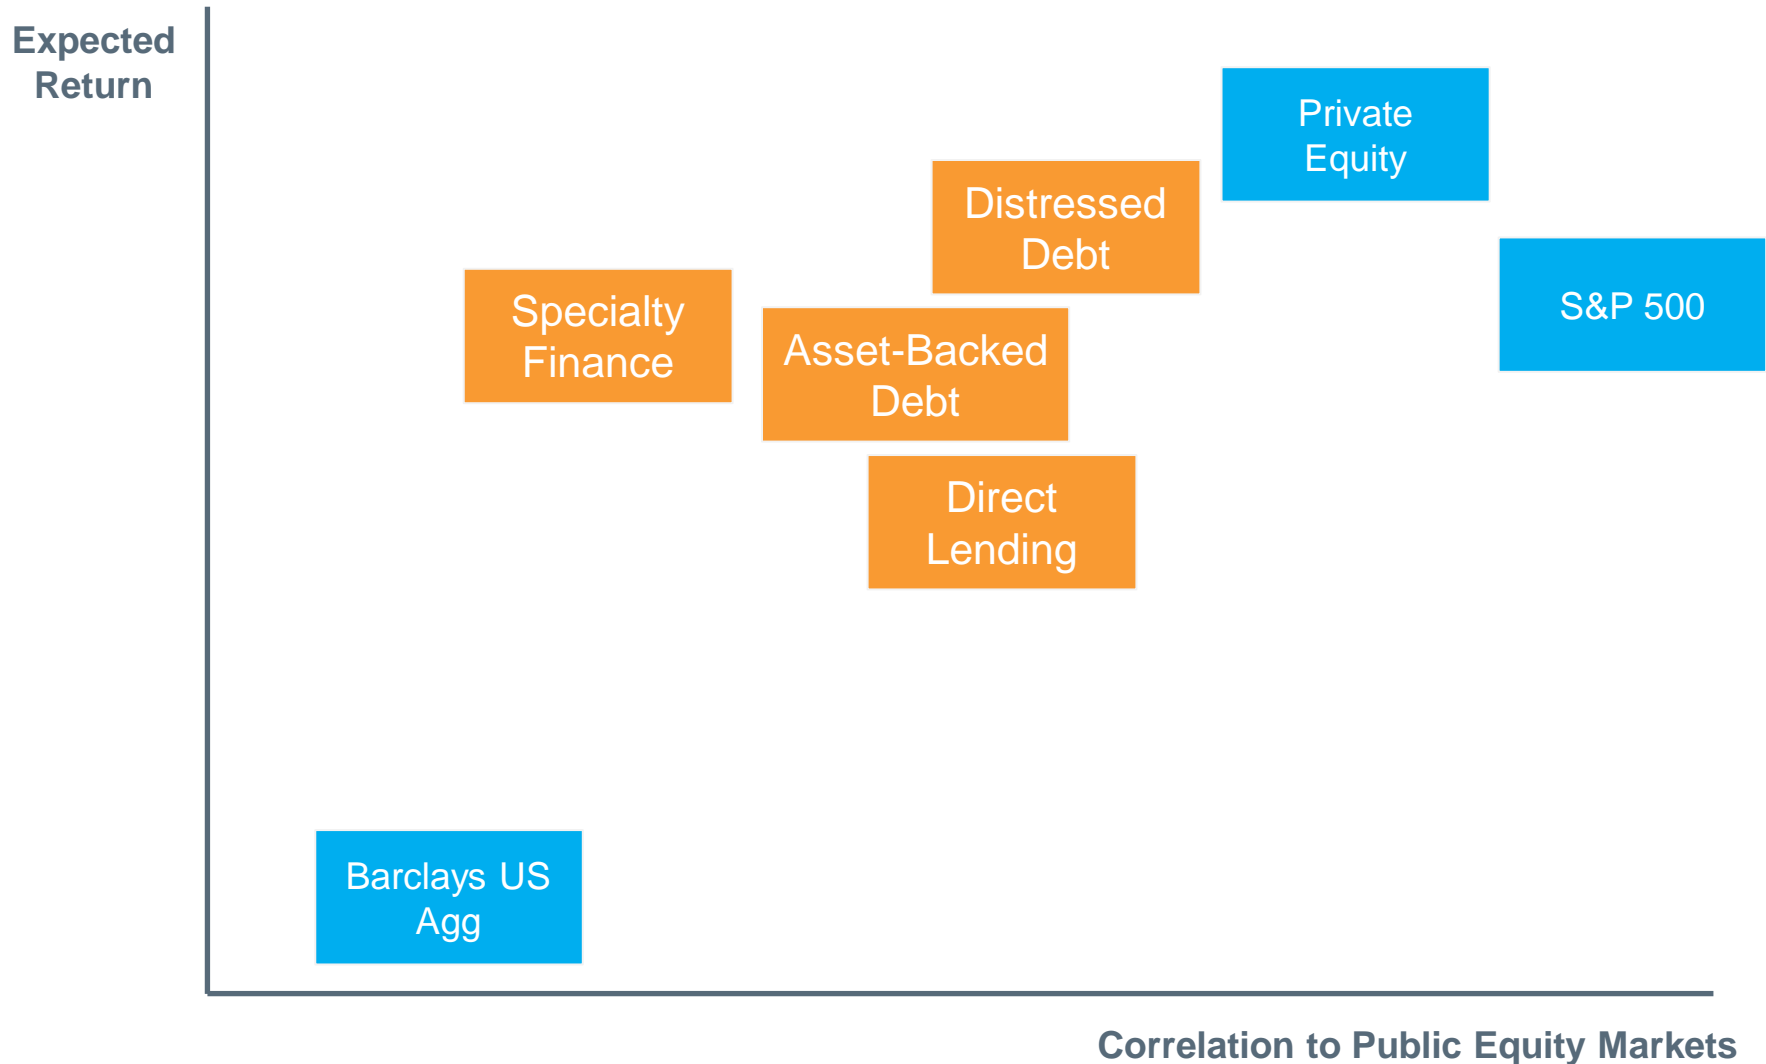 Expected
Return
Private
Equity
Distressed
Debt
S&P 500
Specialty
Finance
Asset-Backed
Debt
Direct
Lending
Barclays US
Agg
Correlation to Public Equity Markets